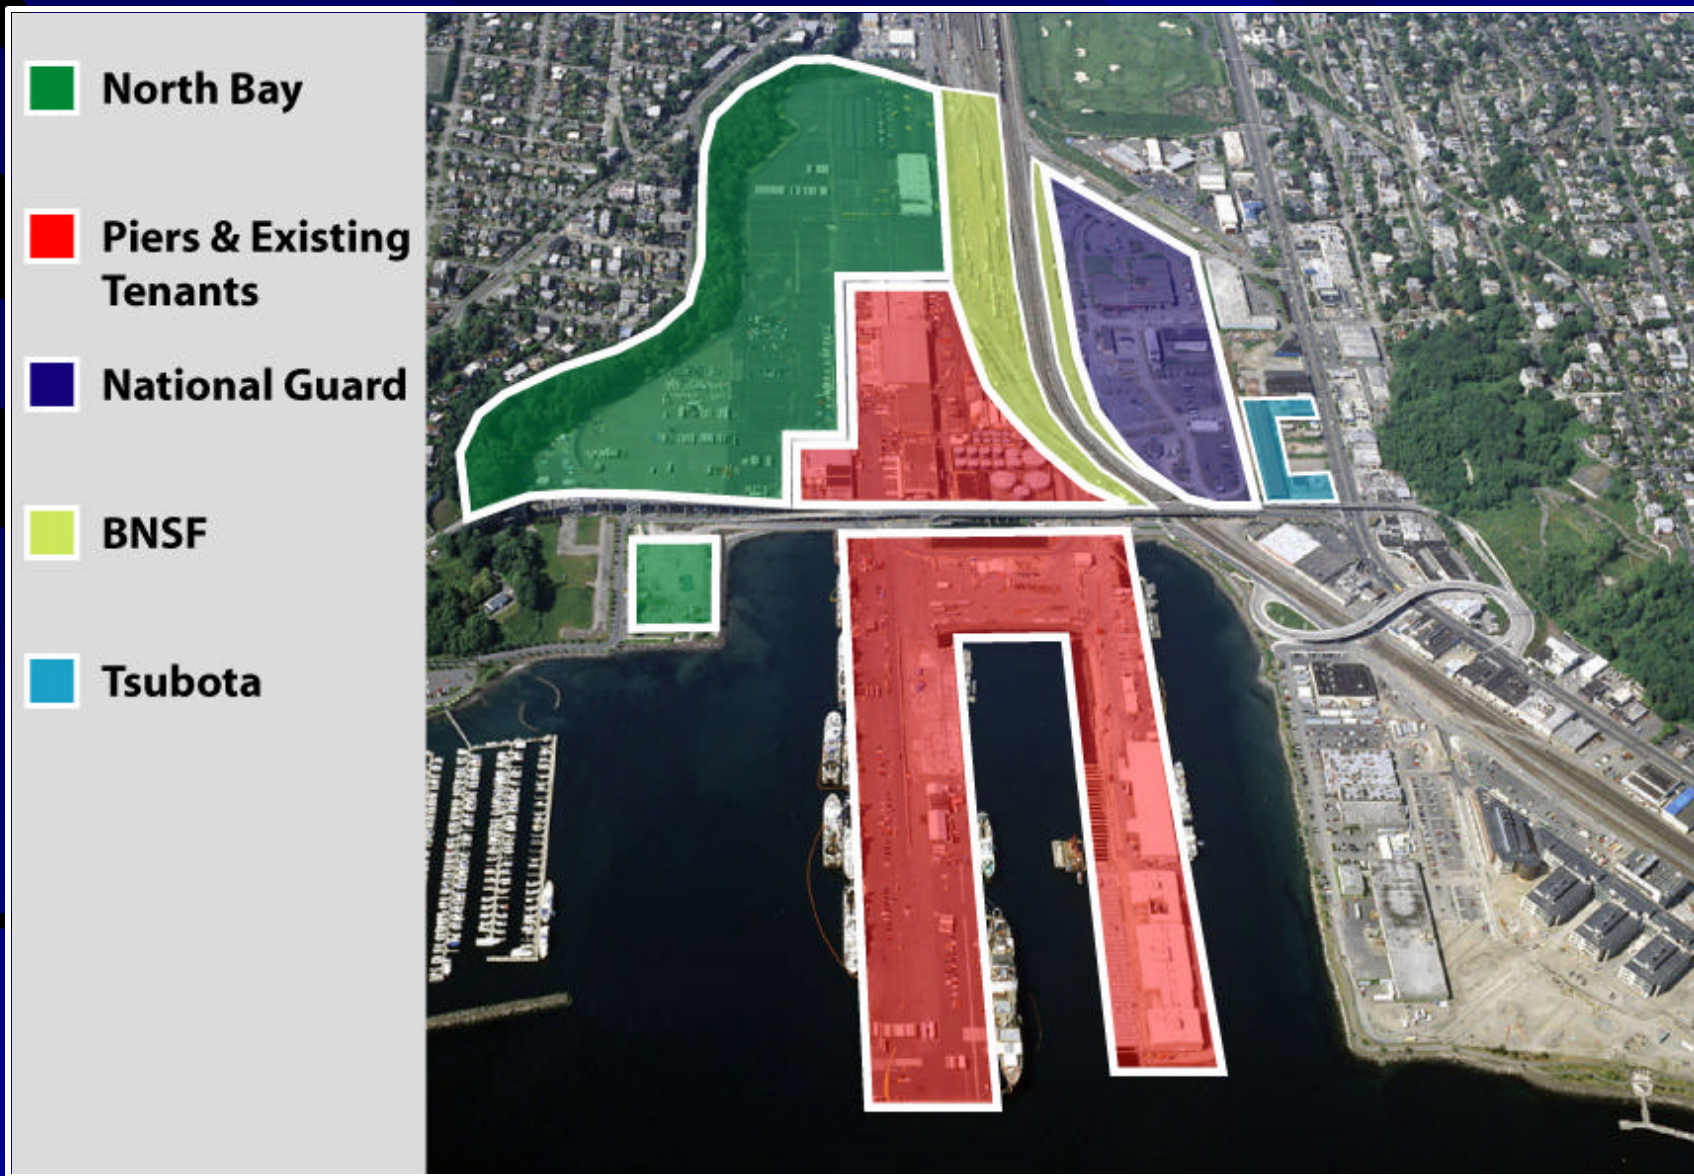 North Bay
Piers & Existing
Tenants
National Guard
BNSF
Tsubota